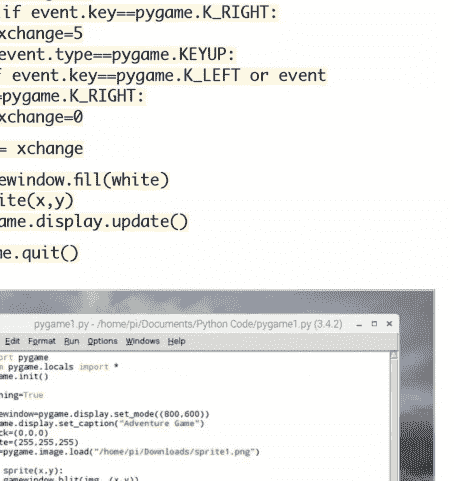 if event.key==pygame.K_RIGHT:
xchange=5
event.type==pygame.KEYUP:
f event.key==pygame.K_LEFT or event
=pygame.K_RIGHT:
xchange=0
= xchange
ewindow.fill(white)
ite(x,y)
ame.display.update()
me.quit()
pygame1.py - /home/pi/Documents/Python Code/pygame1.py (3.4.2)
Edit Format Run Options Windows Help
ort pygame
m pygame.locals import *
ame.init()
ning=True
ewindow=pygame.display.set_mode((800,600))
ame.display.set_caption("Adventure Game")
ck=(0,0,0)
te=(255,255,255)
=pygame.image.load("/home/pi/Downloads/sprite1.png")
sprite(x,y):
gamewindow.blit(img, (x,y))